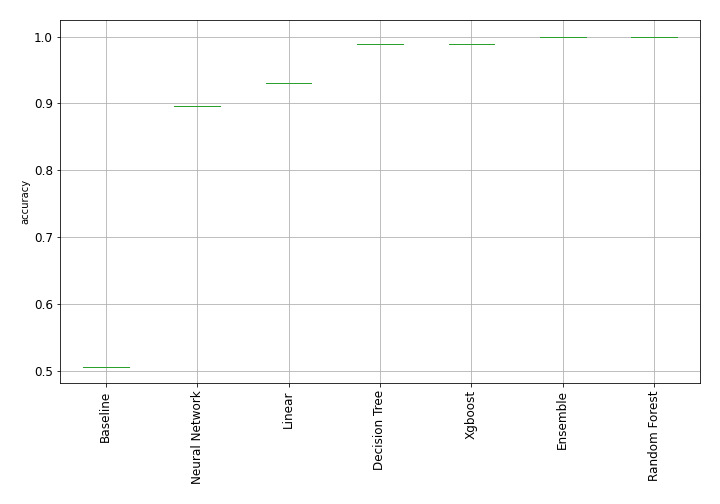 1.0
0.9
0.8
0.7
0.6
0.5
accuracy
Baseline
Neural Network
Linear
Decision Tree
Xgboost
Ensemble
Random Forest